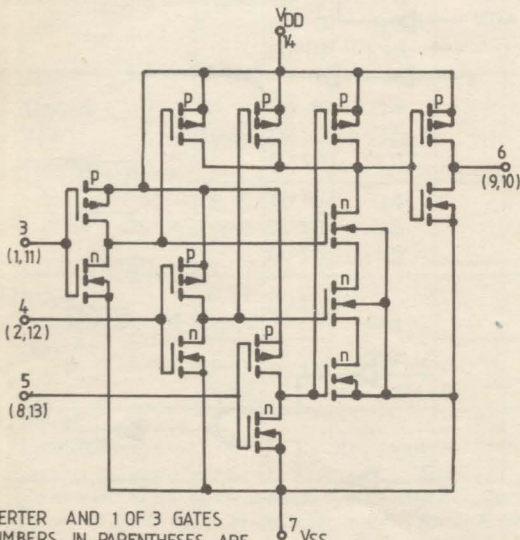 VDD
14
p p p p
6
(9,10)
p
n
3
(1,11)
n
n
p
4
(2,12)
n
n
p
5
(8,13)
n
n
ERTER AND 1 OF 3 GATES
UMBERS IN PARENTHESES ARE
7 VSS